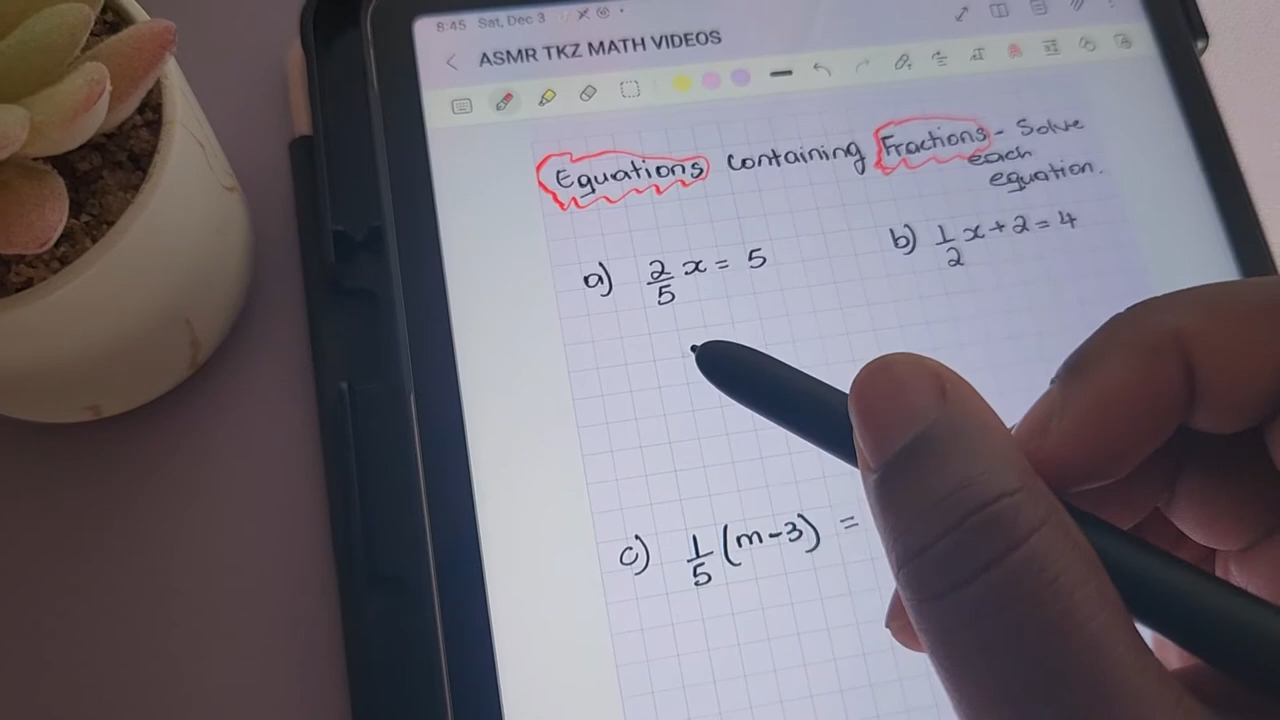 8:45 Sat, Dec 3
ASMR TKZ MATH VIDEOS
Equations containing Fractions - Solve
each
equation.
a) 2/5 x = 5
b) 1/2 x + 2 = 4
c) 1/5 (m-3) =